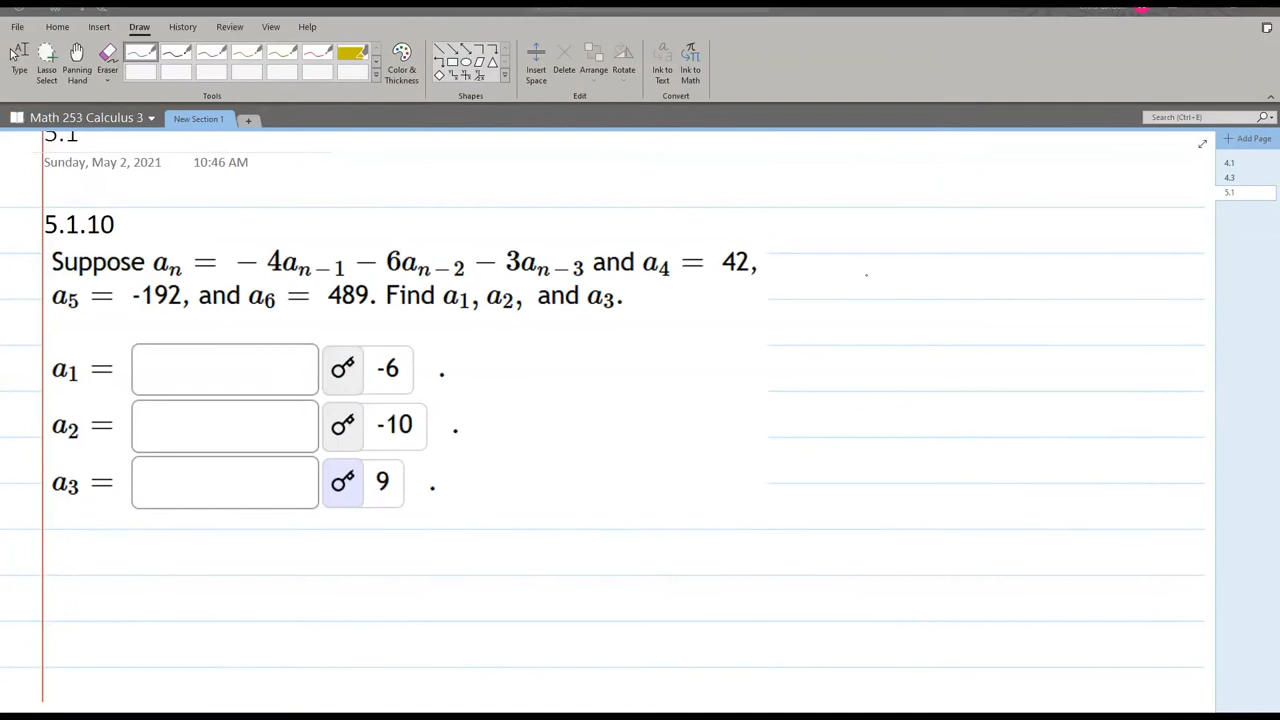 File Home Insert Draw History Review View Help
Type Lasso Select Panning Hand Eraser Color & Thickness Insert Space Delete Arrange Rotate Ink to Text Ink to Math
Tools Shapes Edit Convert
Math 253 Calculus 3 New Section 1 + Search (Ctrl+E)
+ Add Page
4.1
4.3
5.1
5.1
Sunday, May 2, 2021 10:46 AM
5.1.10
Suppose aₙ = − 4aₙ₋₁ − 6aₙ₋₂ − 3aₙ₋₃ and a₄ = 42,
a₅ = -192, and a₆ = 489. Find a₁, a₂, and a₃.
a₁ = -6 .
a₂ = -10 .
a₃ = 9 .